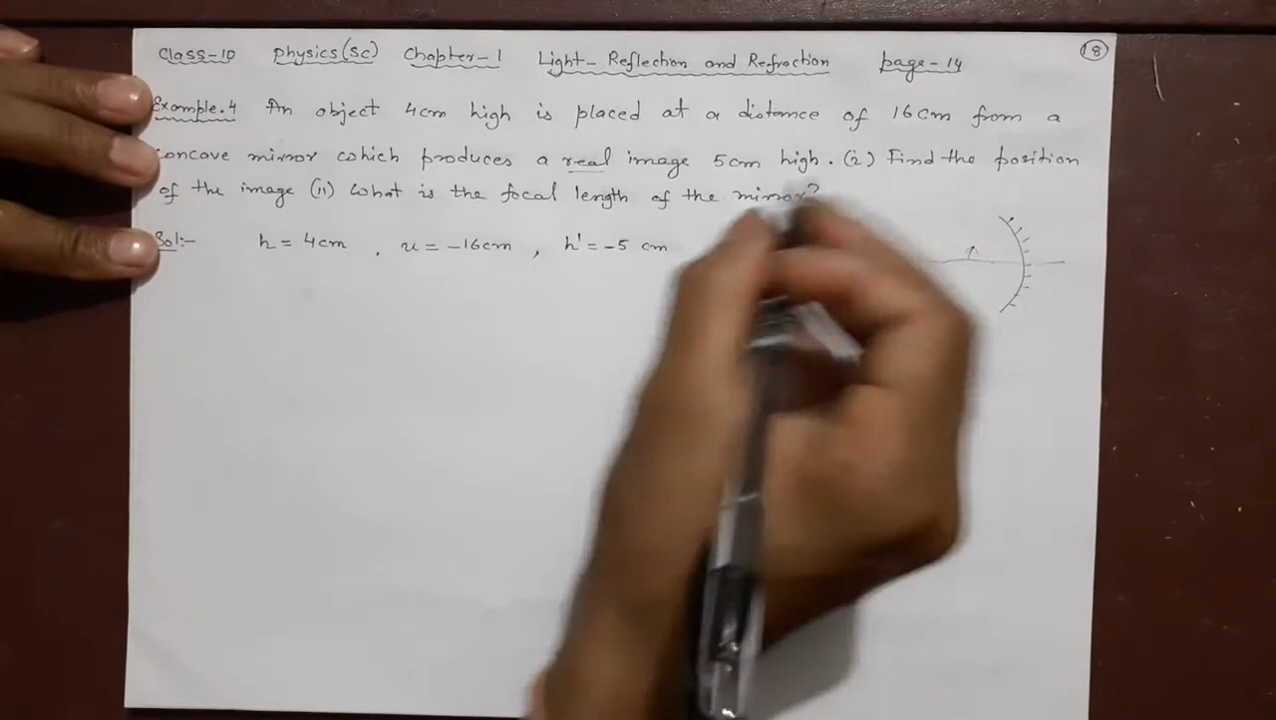 Class-10 Physics(SC) Chapter-1 Light-Reflection and Refraction page-14 18
Example.4 An object 4cm high is placed at a distance of 16cm from a
concave mirror which produces a real image 5cm high. (i) Find the position
of the image (ii) What is the focal length of the mirror?
Sol:- h = 4cm , u = -16cm , h' = -5 cm